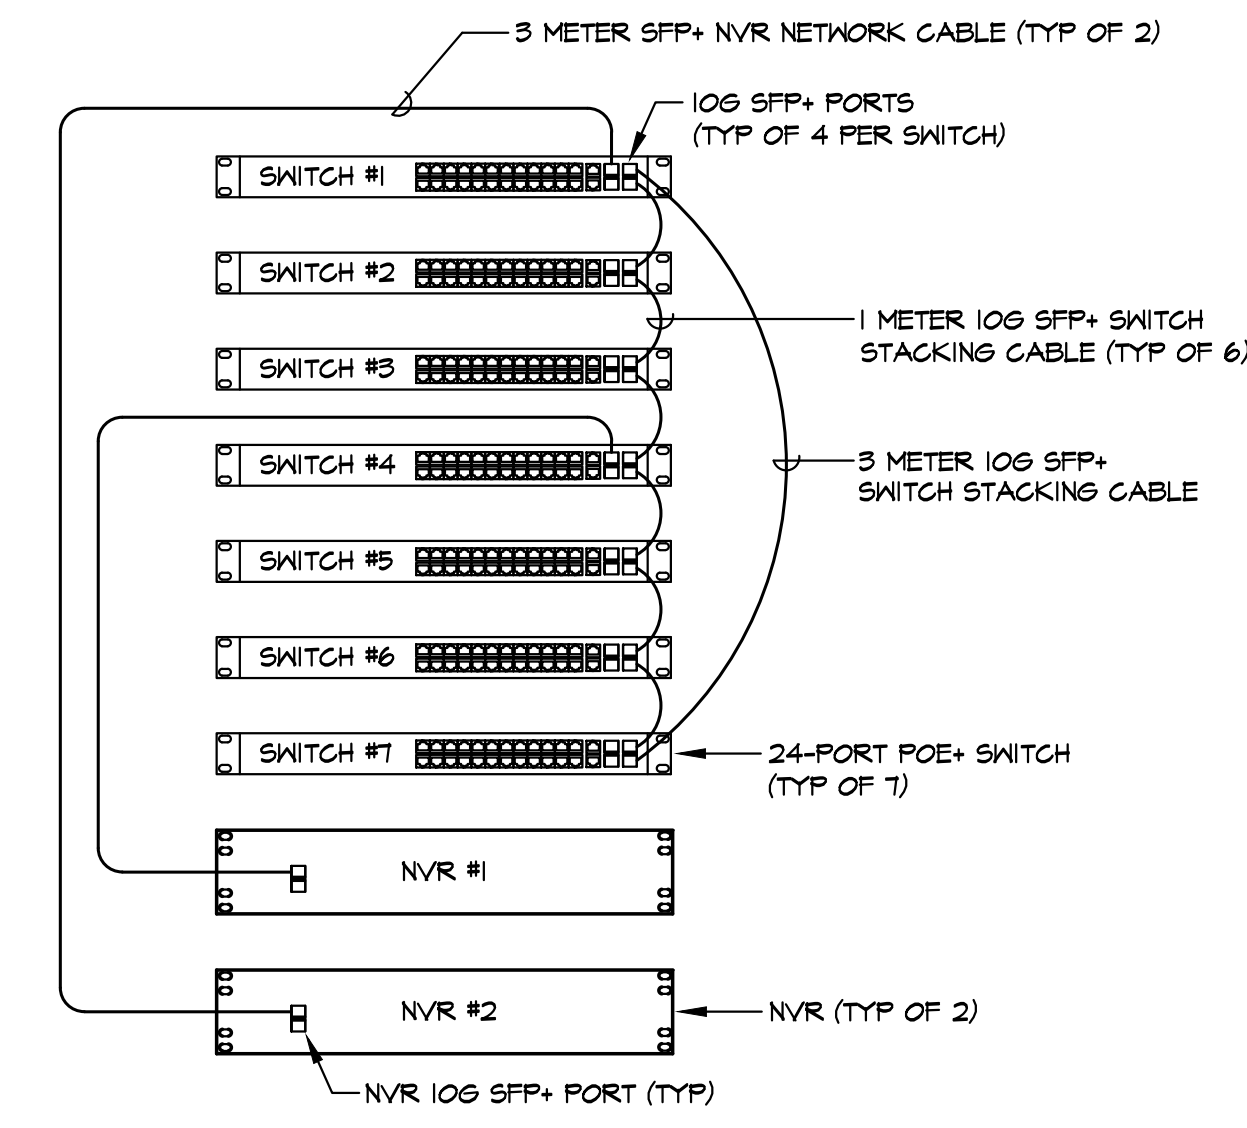 3 METER SFP+ NVR NETWORK CABLE (TYP OF 2)
10G SFP+ PORTS
(TYP OF 4 PER SWITCH)
SWITCH #1
SWITCH #2
1 METER 10G SFP+ SWITCH
STACKING CABLE (TYP OF 6)
SWITCH #3
SWITCH #4
3 METER 10G SFP+
SWITCH STACKING CABLE
SWITCH #5
SWITCH #6
SWITCH #7
24-PORT POE+ SWITCH
(TYP OF 7)
NVR #1
NVR #2
NVR (TYP OF 2)
NVR 10G SFP+ PORT (TYP)